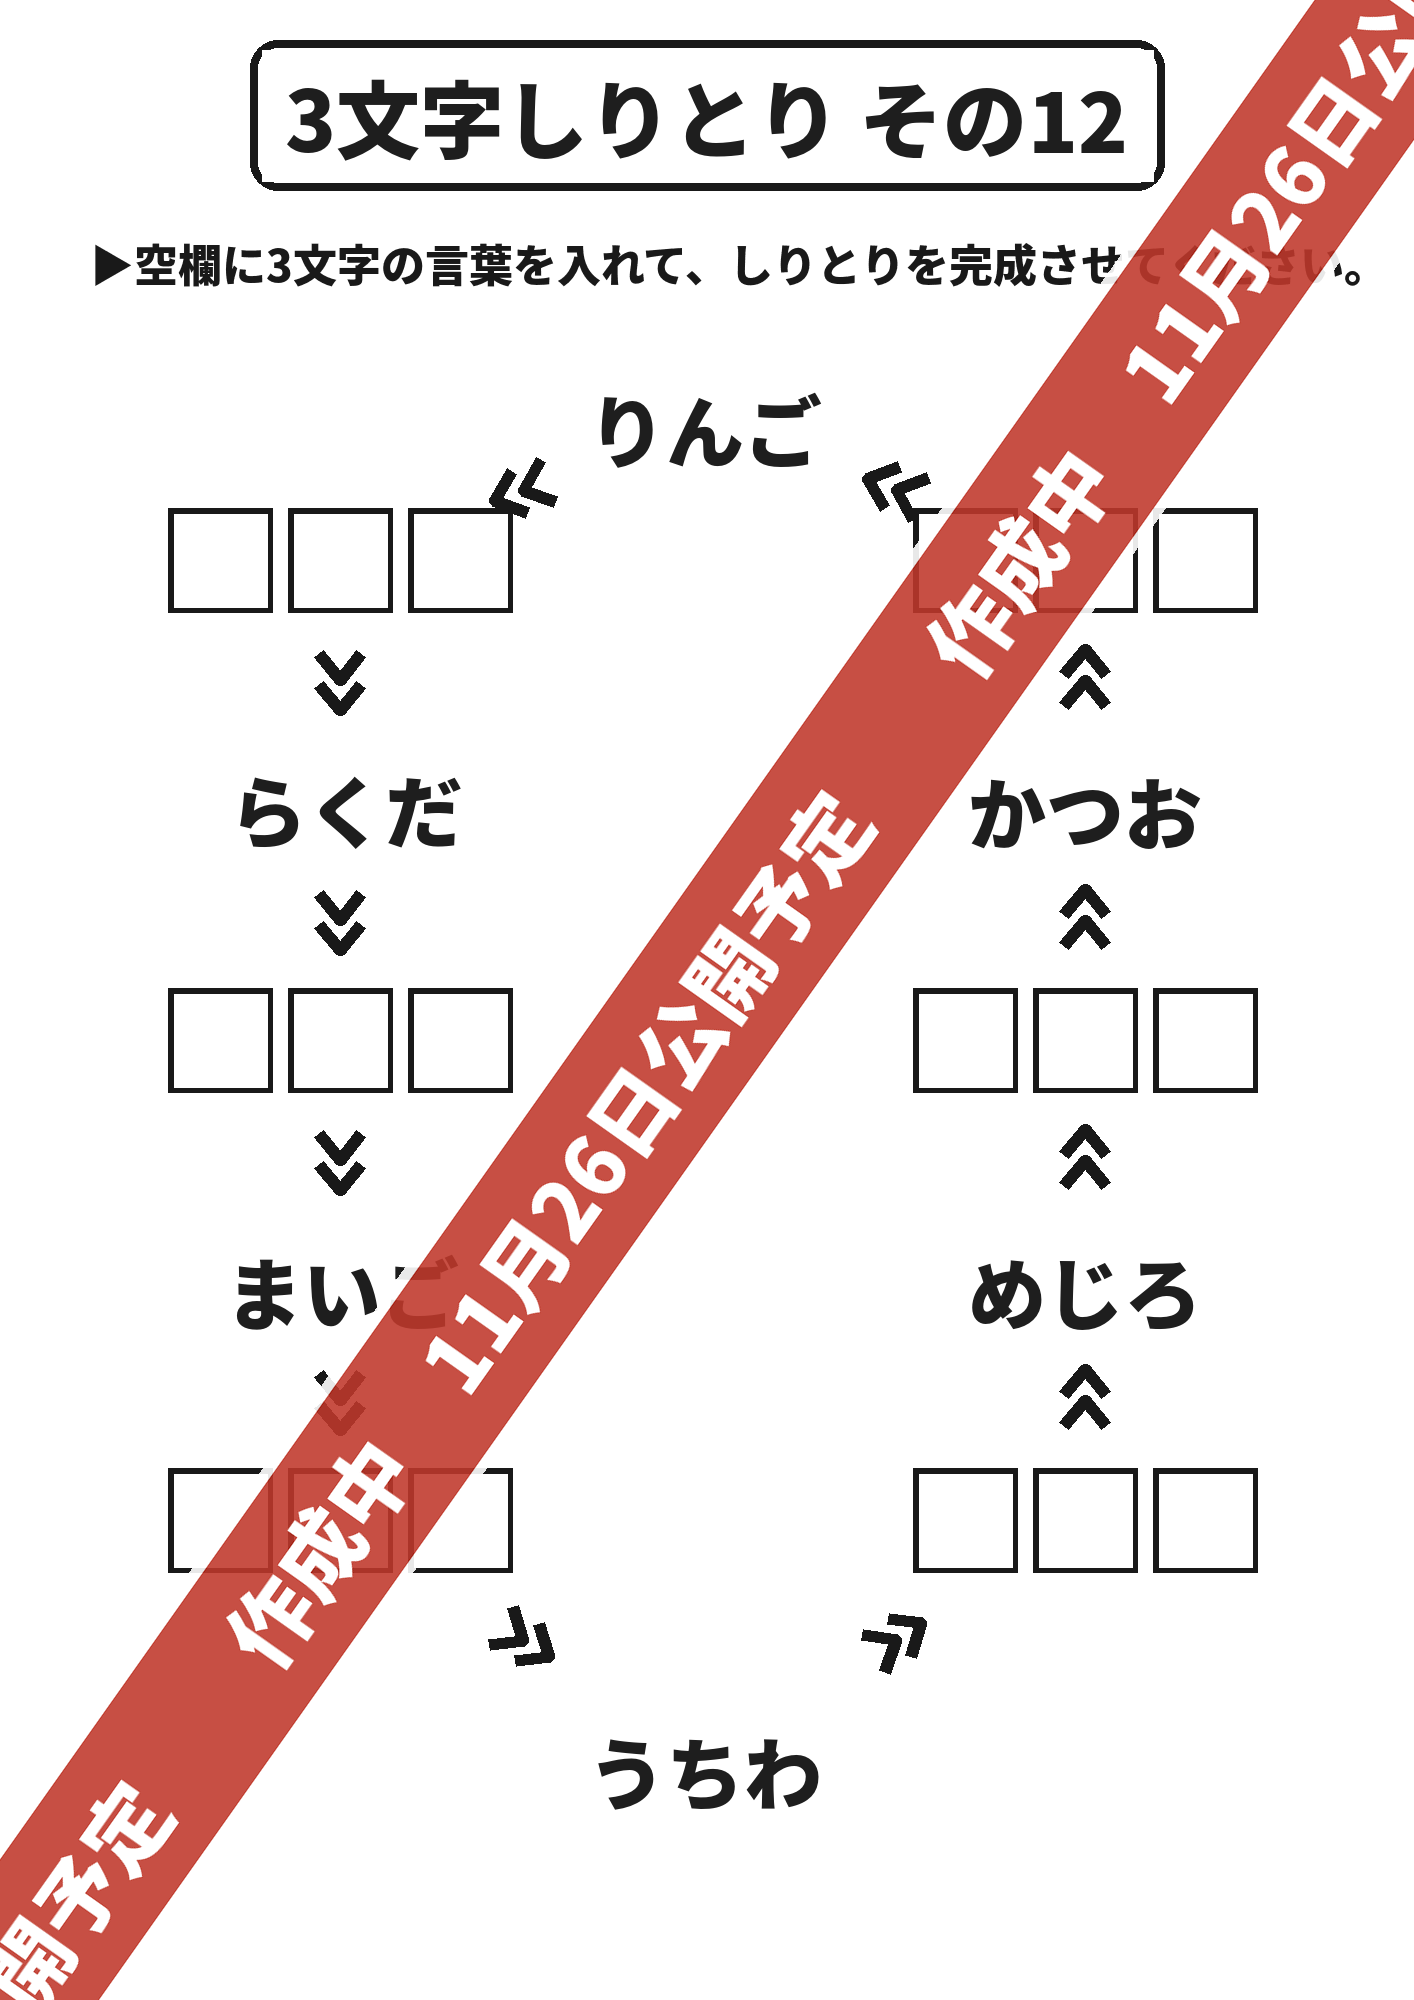 3文字しりとり その12
▶空欄に3文字の言葉を入れて、しりとりを完成させてください。
りんご
らくだ
かつお
まいご
めじろ
うちわ
作成中 11月26日公
作成中 11月26日公開予定
開予定